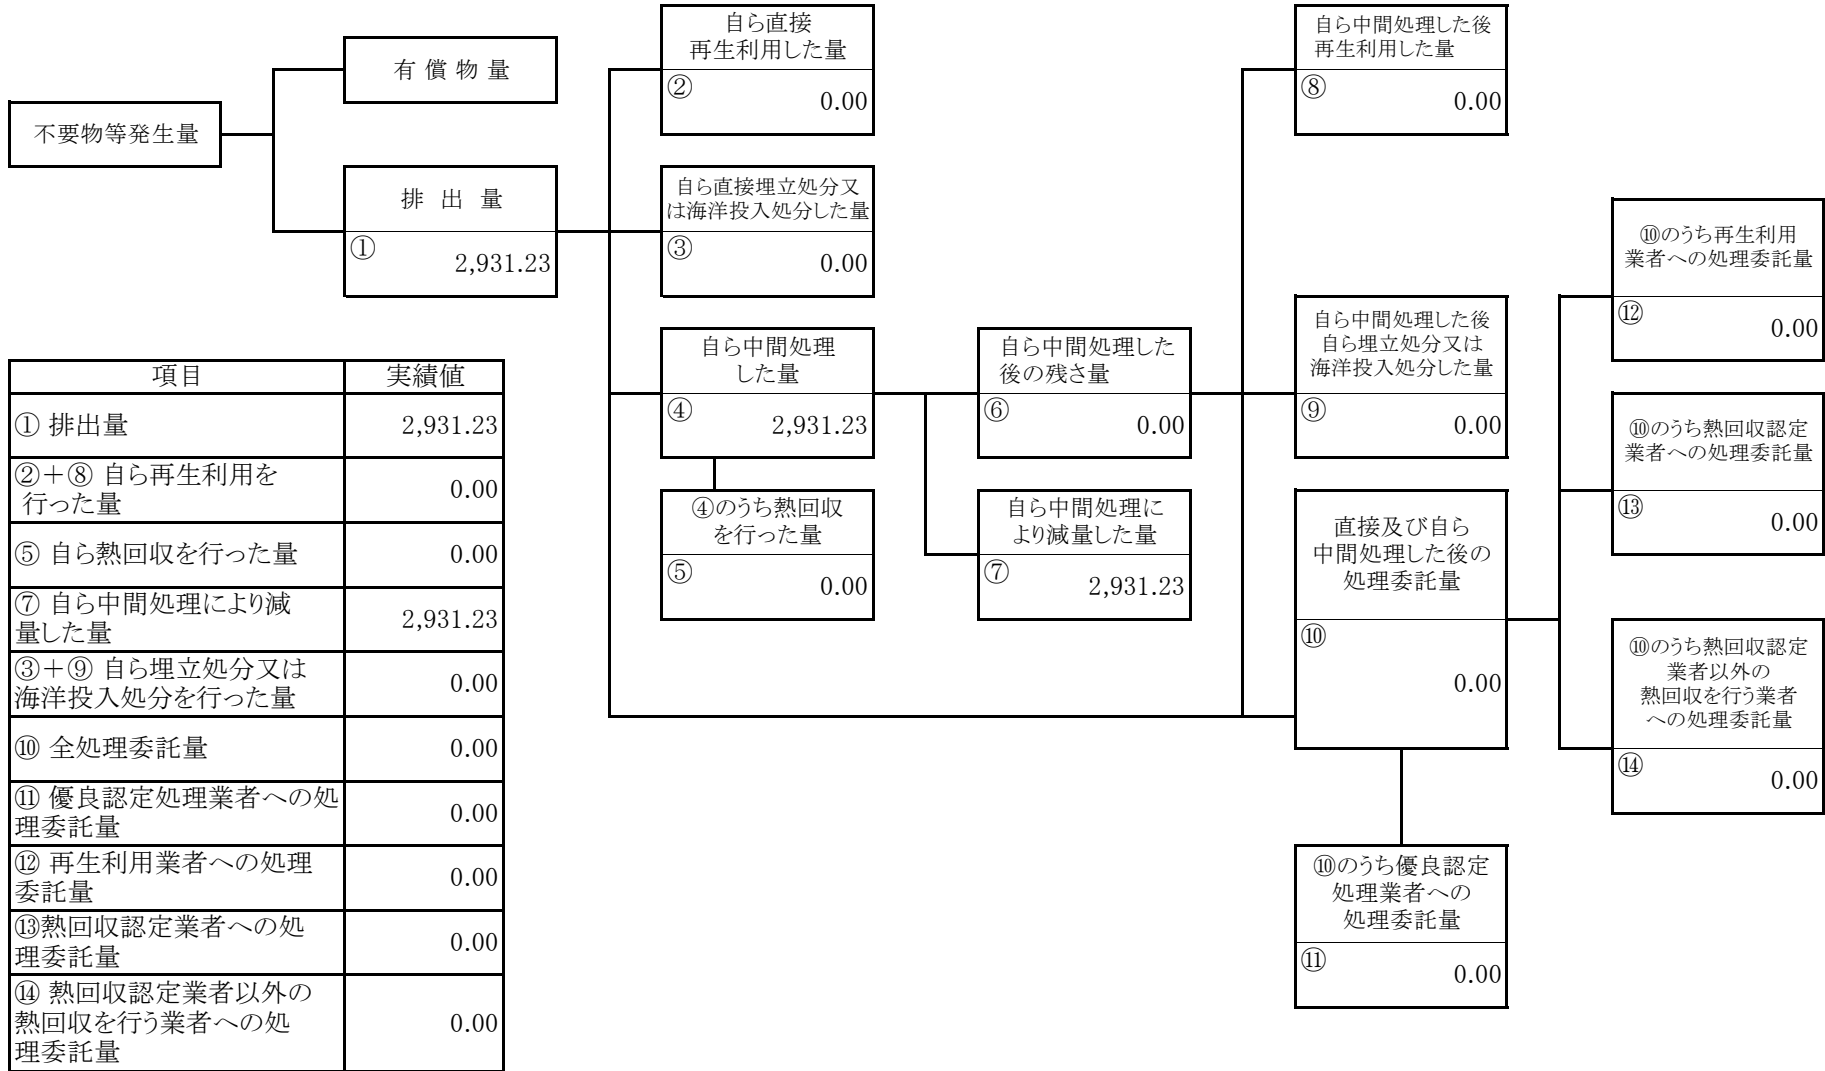 不要物等発生量
有 償 物 量
排 出 量
①
2,931.23
自ら直接
再生利用した量
②
0.00
自ら直接埋立処分又
は海洋投入処分した量
③
0.00
自ら中間処理
した量
④
2,931.23
④のうち熱回収
を行った量
⑤
0.00
自ら中間処理した
後の残さ量
⑥
0.00
自ら中間処理に
より減量した量
⑦
2,931.23
自ら中間処理した後
再生利用した量
⑧
0.00
自ら中間処理した後
自ら埋立処分又は
海洋投入処分した量
⑨
0.00
直接及び自ら
中間処理した後の
処理委託量
⑩
0.00
⑩のうち優良認定
処理業者への
処理委託量
⑪
0.00
⑩のうち再生利用
業者への処理委託量
⑫
0.00
⑩のうち熱回収認定
業者への処理委託量
⑬
0.00
⑩のうち熱回収認定
業者以外の
熱回収を行う業者
への処理委託量
⑭
0.00
項目 実績値
① 排出量 2,931.23
②＋⑧ 自ら再生利用を
行った量 0.00
⑤ 自ら熱回収を行った量 0.00
⑦ 自ら中間処理により減
量した量 2,931.23
③＋⑨ 自ら埋立処分又は
海洋投入処分を行った量 0.00
⑩ 全処理委託量 0.00
⑪ 優良認定処理業者への処
理委託量 0.00
⑫ 再生利用業者への処理
委託量 0.00
⑬熱回収認定業者への処
理委託量 0.00
⑭ 熱回収認定業者以外の
熱回収を行う業者への処
理委託量 0.00